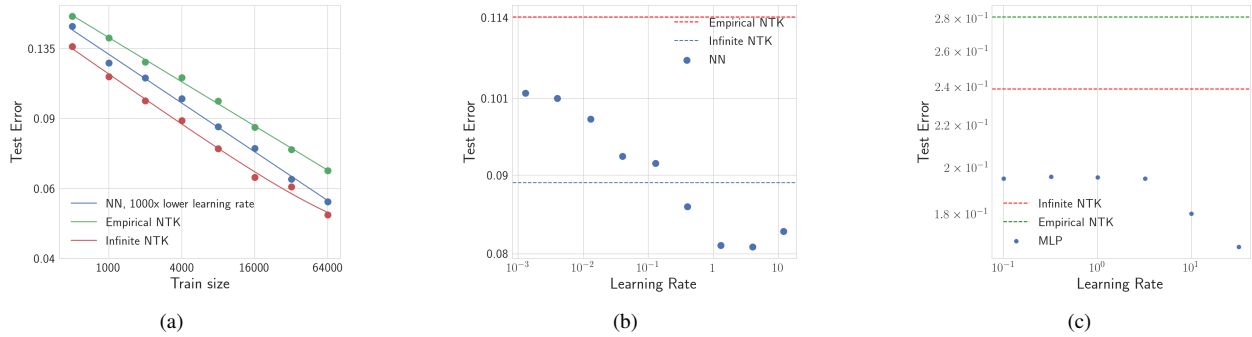 Test Error
0.135
0.09
0.06
0.04
NN, 1000x lower learning rate
Empirical NTK
Infinite NTK
1000 4000 16000 64000
Train size
(a)
Test Error
0.114
0.101
0.09
0.08
Empirical NTK
Infinite NTK
NN
10⁻³ 10⁻² 10⁻¹ 1 10
Learning Rate
(b)
Test Error
2.8 × 10⁻¹
2.6 × 10⁻¹
2.4 × 10⁻¹
2.2 × 10⁻¹
2 × 10⁻¹
1.8 × 10⁻¹
Infinite NTK
Empirical NTK
MLP
10⁻¹ 10⁰ 10¹
Learning Rate
(c)